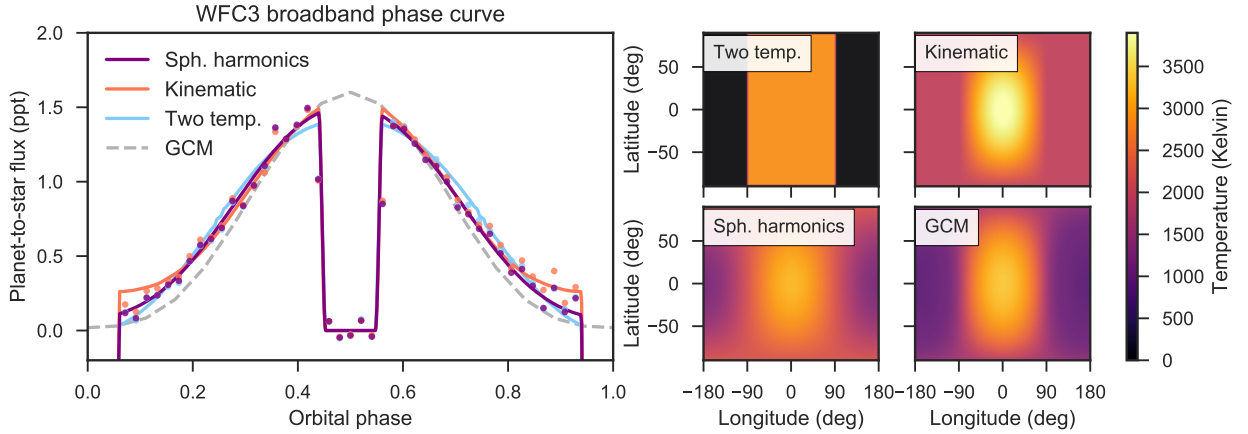 WFC3 broadband phase curve
Planet-to-star flux (ppt)
2.0
1.5
1.0
0.5
0.0
Sph. harmonics
Kinematic
Two temp.
GCM
0.0 0.2 0.4 0.6 0.8 1.0
Orbital phase
Latitude (deg)
50
0
−50
Two temp.
Kinematic
Latitude (deg)
50
0
−50
Sph. harmonics
GCM
−180 −90 0 90 180
−180 −90 0 90 180
Longitude (deg)
Longitude (deg)
3500
3000
2500
2000
1500
1000
500
0
Temperature (Kelvin)